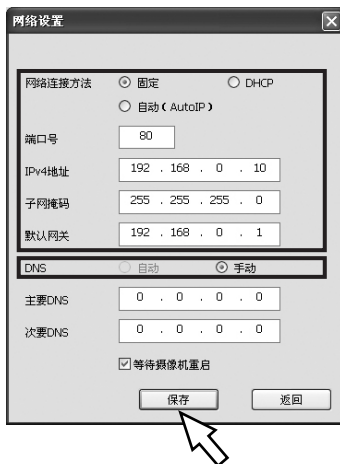 网络设置
网络连接方法 固定 DHCP
自动(AutoIP)
端口号 80
IPv4地址 192 . 168 . 0 . 10
子网掩码 255 . 255 . 255 . 0
默认网关 192 . 168 . 0 . 1
DNS 自动 手动
主要DNS 0 . 0 . 0 . 0
次要DNS 0 . 0 . 0 . 0
等待摄像机重启
保存 返回